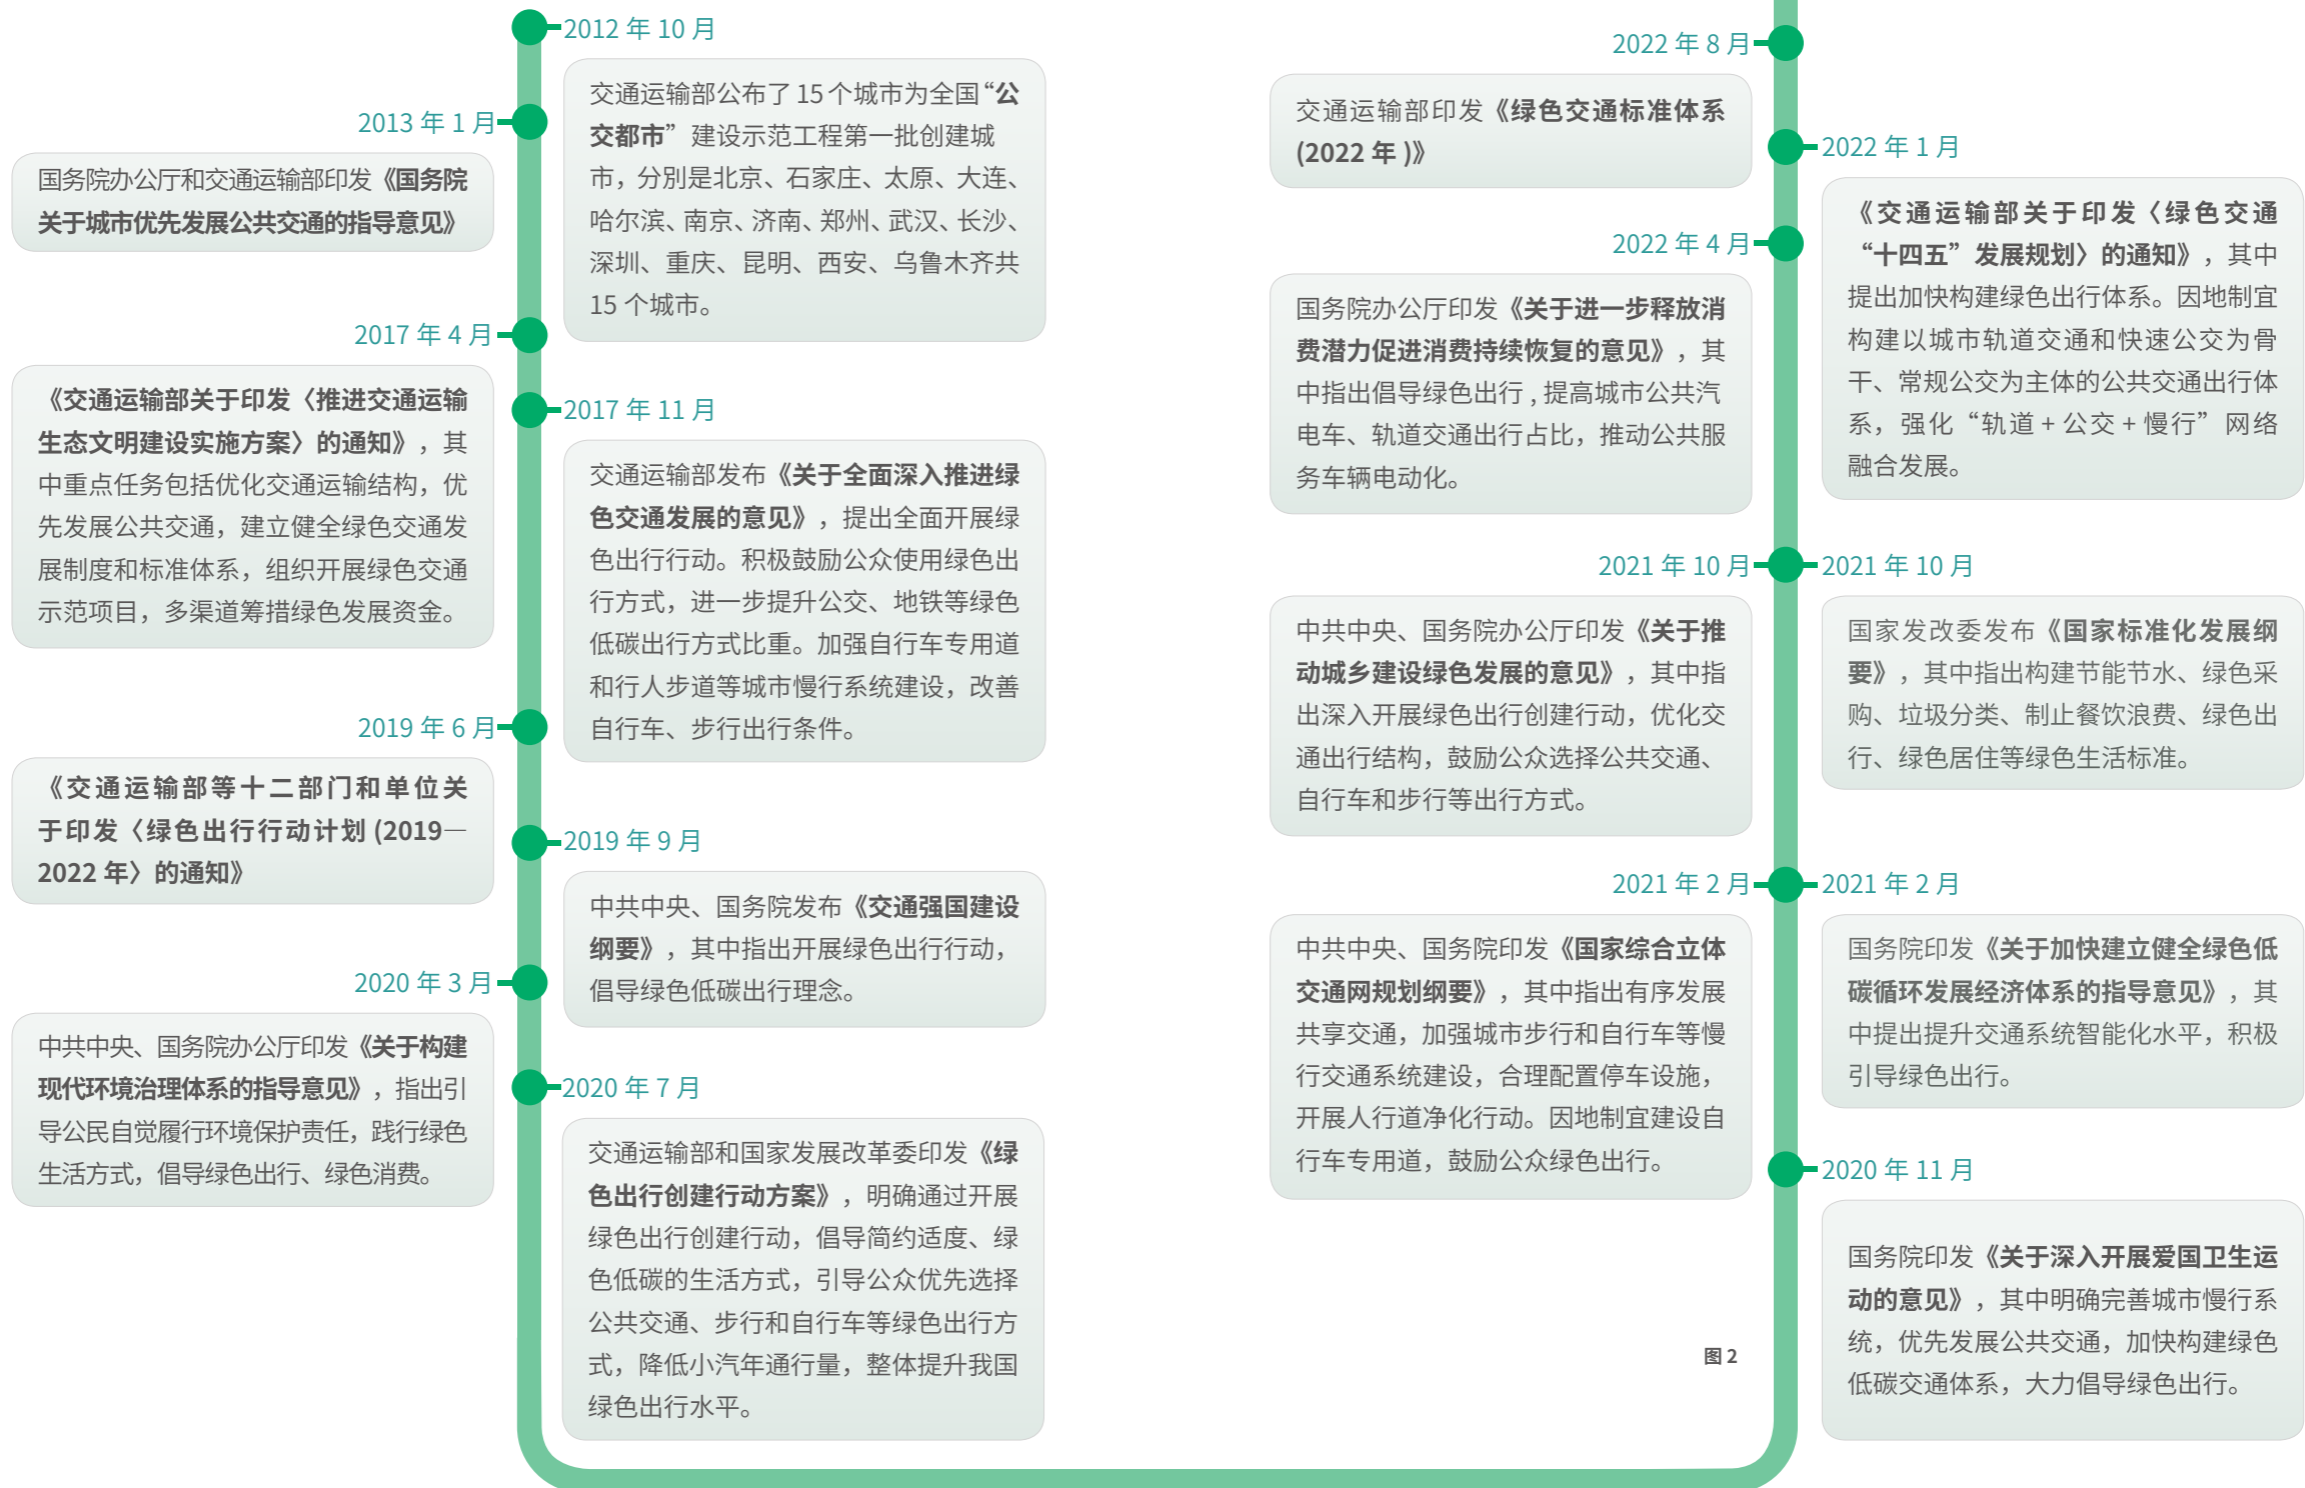 2012 年 10 月
交通运输部公布了 15 个城市为全国“公
交都市”建设示范工程第一批创建城
市，分别是北京、石家庄、太原、大连、
哈尔滨、南京、济南、郑州、武汉、长沙、
深圳、重庆、昆明、西安、乌鲁木齐共
15 个城市。
2013 年 1 月
国务院办公厅和交通运输部印发《国务院
关于城市优先发展公共交通的指导意见》
2017 年 4 月
《交通运输部关于印发〈推进交通运输
生态文明建设实施方案〉的通知》，其
中重点任务包括优化交通运输结构，优
先发展公共交通，建立健全绿色交通发
展制度和标准体系，组织开展绿色交通
示范项目，多渠道筹措绿色发展资金。
2017 年 11 月
交通运输部发布《关于全面深入推进绿
色交通发展的意见》，提出全面开展绿
色出行行动。积极鼓励公众使用绿色出
行方式，进一步提升公交、地铁等绿色
低碳出行方式比重。加强自行车专用道
和行人步道等城市慢行系统建设，改善
自行车、步行出行条件。
2019 年 6 月
《交通运输部等十二部门和单位关
于印发〈绿色出行行动计划 (2019—
2022 年〉的通知》
2019 年 9 月
中共中央、国务院发布《交通强国建设
纲要》，其中指出开展绿色出行行动，
倡导绿色低碳出行理念。
2020 年 3 月
中共中央、国务院办公厅印发《关于构建
现代环境治理体系的指导意见》，指出引
导公民自觉履行环境保护责任，践行绿色
生活方式，倡导绿色出行、绿色消费。
2020 年 7 月
交通运输部和国家发展改革委印发《绿
色出行创建行动方案》，明确通过开展
绿色出行创建行动，倡导简约适度、绿
色低碳的生活方式，引导公众优先选择
公共交通、步行和自行车等绿色出行方
式，降低小汽年通行量，整体提升我国
绿色出行水平。
2022 年 8 月
交通运输部印发《绿色交通标准体系
(2022 年 )》
2022 年 1 月
《交通运输部关于印发〈绿色交通
“十四五”发展规划〉的通知》，其中
提出加快构建绿色出行体系。因地制宜
构建以城市轨道交通和快速公交为骨
干、常规公交为主体的公共交通出行体
系，强化“轨道 + 公交 + 慢行”网络
融合发展。
2022 年 4 月
国务院办公厅印发《关于进一步释放消
费潜力促进消费持续恢复的意见》，其
中指出倡导绿色出行 , 提高城市公共汽
电车、轨道交通出行占比，推动公共服
务车辆电动化。
2021 年 10 月
中共中央、国务院办公厅印发《关于推
动城乡建设绿色发展的意见》，其中指
出深入开展绿色出行创建行动，优化交
通出行结构，鼓励公众选择公共交通、
自行车和步行等出行方式。
2021 年 10 月
国家发改委发布《国家标准化发展纲
要》，其中指出构建节能节水、绿色采
购、垃圾分类、制止餐饮浪费、绿色出
行、绿色居住等绿色生活标准。
2021 年 2 月
中共中央、国务院印发《国家综合立体
交通网规划纲要》，其中指出有序发展
共享交通，加强城市步行和自行车等慢
行交通系统建设，合理配置停车设施，
开展人行道净化行动。因地制宜建设自
行车专用道，鼓励公众绿色出行。
2021 年 2 月
国务院印发《关于加快建立健全绿色低
碳循环发展经济体系的指导意见》，其
中提出提升交通系统智能化水平，积极
引导绿色出行。
2020 年 11 月
国务院印发《关于深入开展爱国卫生运
动的意见》，其中明确完善城市慢行系
统，优先发展公共交通，加快构建绿色
低碳交通体系，大力倡导绿色出行。
图 2